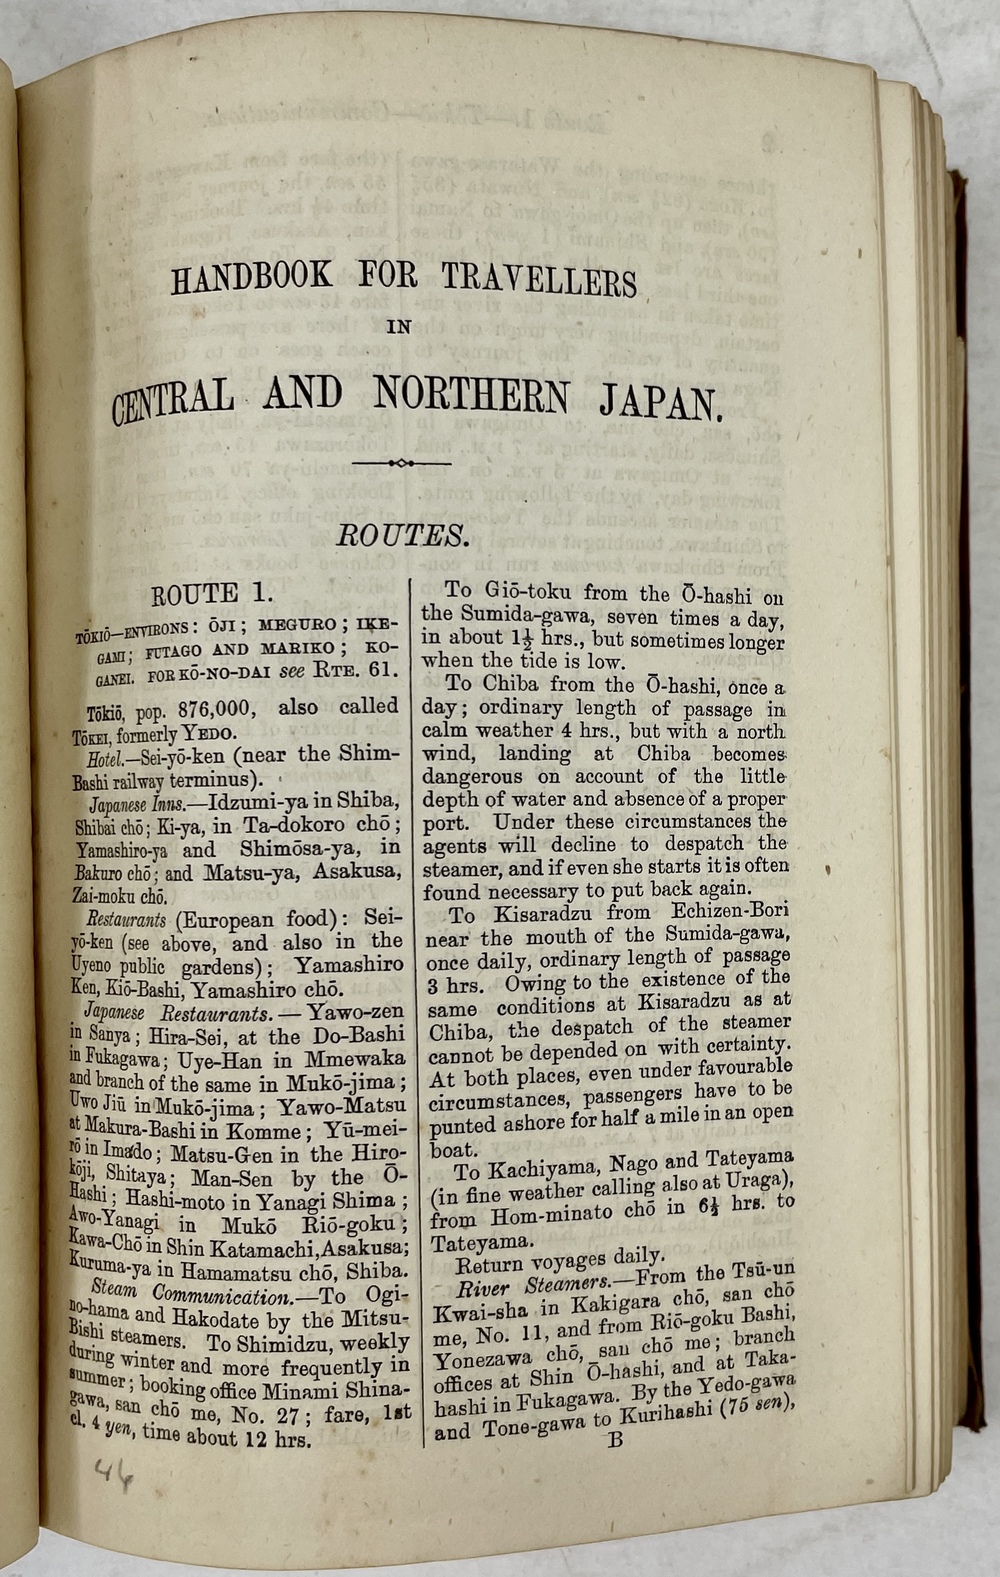 HANDBOOK FOR TRAVELLERS
IN
CENTRAL AND NORTHERN JAPAN.
ROUTES.
ROUTE 1.
TŌKIŌ—ENVIRONS: ŌJI; MEGURO; IKE-
GAMI; FUTAGO AND MARIKO; KO-
GANEI. FOR KŌ-NO-DAI see RTE. 61.
Tōkiō, pop. 876,000, also called
TŌKEI, formerly YEDO.
Hotel.—Sei-yō-ken (near the Shim-
Bashi railway terminus).
Japanese Inns.—Idzumi-ya in Shiba,
Shibai chō; Ki-ya, in Ta-dokoro chō;
Yamashiro-ya and Shimōsa-ya, in
Bakuro chō; and Matsu-ya, Asakusa,
Zai-moku chō.
Restaurants (European food): Sei-
yō-ken (see above, and also in the
Uyeno public gardens); Yamashiro
Ken, Kiō-Bashi, Yamashiro chō.
Japanese Restaurants.—Yawo-zen
in Sanya; Hira-Sei, at the Do-Bashi
in Fukagawa; Uye-Han in Mmewaka
and branch of the same in Mukō-jima;
Uwo Jiū in Mukō-jima; Yawo-Matsu
at Makura-Bashi in Komme; Yū-mei-
rō in Imado; Matsu-Gen in the Hiro-
kōji, Shitaya; Man-Sen by the Ō-
Hashi; Hashi-moto in Yanagi Shima;
Awo-Yanagi in Mukō Riō-goku;
Kawa-Chō in Shin Katamachi, Asakusa;
Kuruma-ya in Hamamatsu chō, Shiba.
Steam Communication.—To Ogi-
no-hama and Hakodate by the Mitsu-
Bishi steamers. To Shimidzu, weekly
during winter and more frequently in
summer; booking office Minami Shina-
gawa, san chō me, No. 27; fare, 1st
cl. 4 yen, time about 12 hrs.
To Giō-toku from the Ō-hashi on
the Sumida-gawa, seven times a day,
in about 1½ hrs., but sometimes longer
when the tide is low.
To Chiba from the Ō-hashi, once a
day; ordinary length of passage in
calm weather 4 hrs., but with a north
wind, landing at Chiba becomes
dangerous on account of the little
depth of water and absence of a proper
port. Under these circumstances the
agents will decline to despatch the
steamer, and if even she starts it is often
found necessary to put back again.
To Kisaradzu from Echizen-Bori
near the mouth of the Sumida-gawa,
once daily, ordinary length of passage
3 hrs. Owing to the existence of the
same conditions at Kisaradzu as at
Chiba, the despatch of the steamer
cannot be depended on with certainty.
At both places, even under favourable
circumstances, passengers have to be
punted ashore for half a mile in an open
boat.
To Kachiyama, Nago and Tateyama
(in fine weather calling also at Uraga),
from Hom-minato chō in 6½ hrs. to
Tateyama.
Return voyages daily.
River Steamers.—From the Tsū-un
Kwai-sha in Kakigara chō, san chō
me, No. 11, and from Riō-goku Bashi,
Yonezawa chō, san chō me; branch
offices at Shin Ō-hashi, and at Taka-
hashi in Fukagawa. By the Yedo-gawa
and Tone-gawa to Kurihashi (75 sen),
B
46